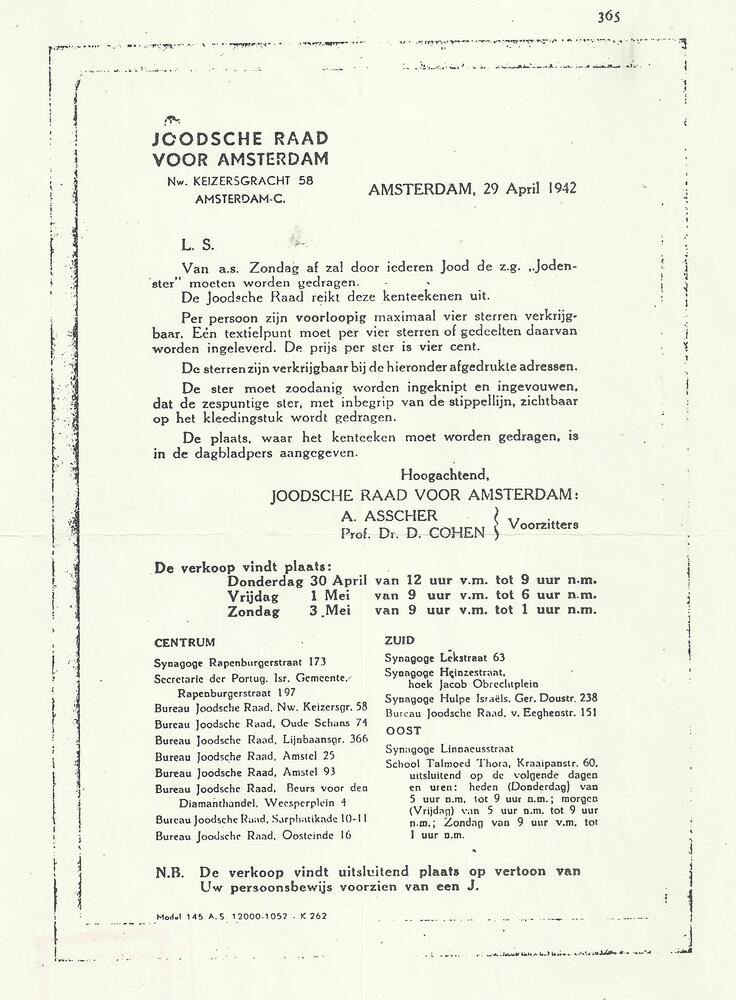 365
JOODSCHE RAAD
VOOR AMSTERDAM
Nw. KEIZERSGRACHT 58
AMSTERDAM-C.
AMSTERDAM, 29 April 1942
L. S.
Van a.s. Zondag af zal door iederen Jood de z.g. „Joden-
ster" moeten worden gedragen.
De Joodsche Raad reikt deze kenteekenen uit.
Per persoon zijn voorloopig maximaal vier sterren verkrijg-
baar. Eén textielpunt moet per vier sterren of gedeelten daarvan
worden ingeleverd. De prijs per ster is vier cent.
De sterren zijn verkrijgbaar bij de hieronder afgedrukte adressen.
De ster moet zoodanig worden ingeknipt en ingevouwen,
dat de zespuntige ster, met inbegrip van de stippellijn, zichtbaar
op het kleedingstuk wordt gedragen.
De plaats, waar het kenteeken moet worden gedragen, is
in de dagbladpers aangegeven.
Hoogachtend,
JOODSCHE RAAD VOOR AMSTERDAM:
A. ASSCHER
Prof. Dr. D. COHEN } Voorzitters
De verkoop vindt plaats:
Donderdag 30 April van 12 uur v.m. tot 9 uur n.m.
Vrijdag 1 Mei van 9 uur v.m. tot 6 uur n.m.
Zondag 3 Mei van 9 uur v.m. tot 1 uur n.m.
CENTRUM
Synagoge Rapenburgerstraat 173
Secretarie der Portug. Isr. Gemeente,
Rapenburgerstraat 197
Bureau Joodsche Raad, Nw. Keizersgr. 58
Bureau Joodsche Raad, Oude Schans 74
Bureau Joodsche Raad, Lijnbaansgr. 366
Bureau Joodsche Raad, Amstel 25
Bureau Joodsche Raad, Amstel 93
Bureau Joodsche Raad, Beurs voor den
Diamanthandel, Weesperplein 4
Bureau Joodsche Raad, Sarphatikade 10-11
Bureau Joodsche Raad, Oosteinde 16
ZUID
Synagoge Lekstraat 63
Synagoge Heinzestraat,
hoek Jacob Obrechtplein
Synagoge Hulpe Israëls, Ger. Doustr. 238
Bureau Joodsche Raad, v. Eeghenstr. 151
OOST
Synagoge Linnaeusstraat
School Talmoed Thora, Kraaipanstr. 60,
uitsluitend op de volgende dagen
en uren: heden (Donderdag) van
5 uur n.m. tot 9 uur n.m.; morgen
(Vrijdag) van 5 uur n.m. tot 9 uur
n.m.; Zondag van 9 uur v.m. tot
1 uur n.m.
N.B. De verkoop vindt uitsluitend plaats op vertoon van
Uw persoonsbewijs voorzien van een J.
Model 145 A.S. 12000-1052 - K 262